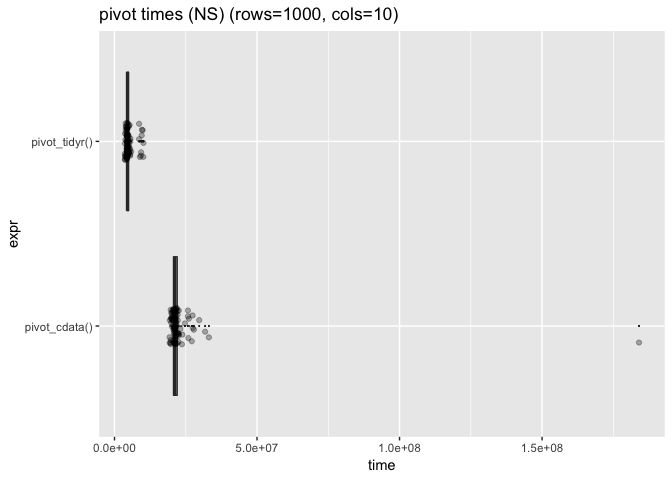 pivot times (NS) (rows=1000, cols=10)
expr
pivot_tidyr()
pivot_cdata()
0.0e+00 5.0e+07 1.0e+08 1.5e+08
time